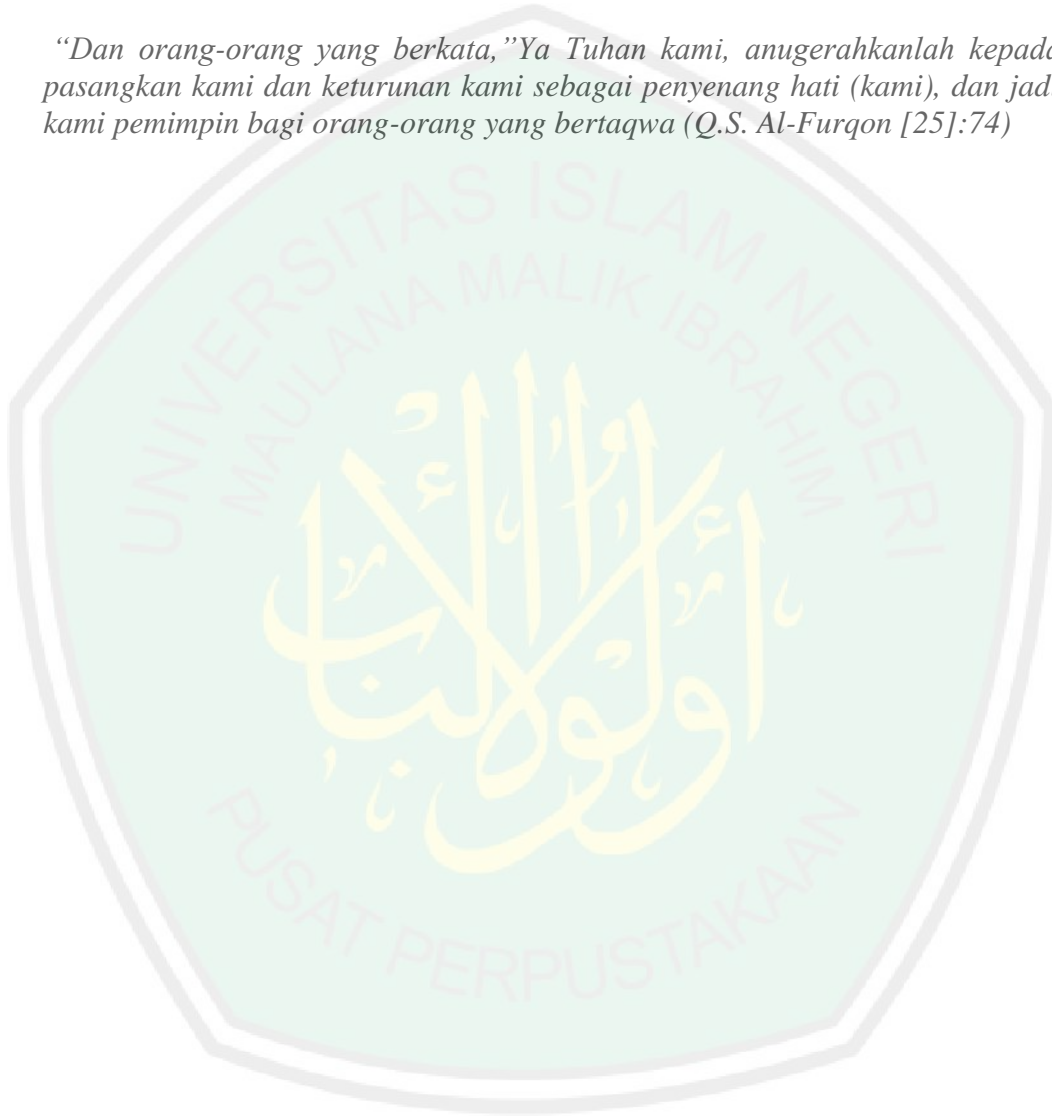 “Dan orang-orang yang berkata,”Ya Tuhan kami, anugerahkanlah kepada
pasangkan kami dan keturunan kami sebagai penyenang hati (kami), dan jadi
kami pemimpin bagi orang-orang yang bertaqwa (Q.S. Al-Furqon [25]:74)
UNIVERSITAS ISLAM NEGERI
MAULANA MALIK IBRAHIM
أولو الألباب
PUSAT PERPUSTAKAAN